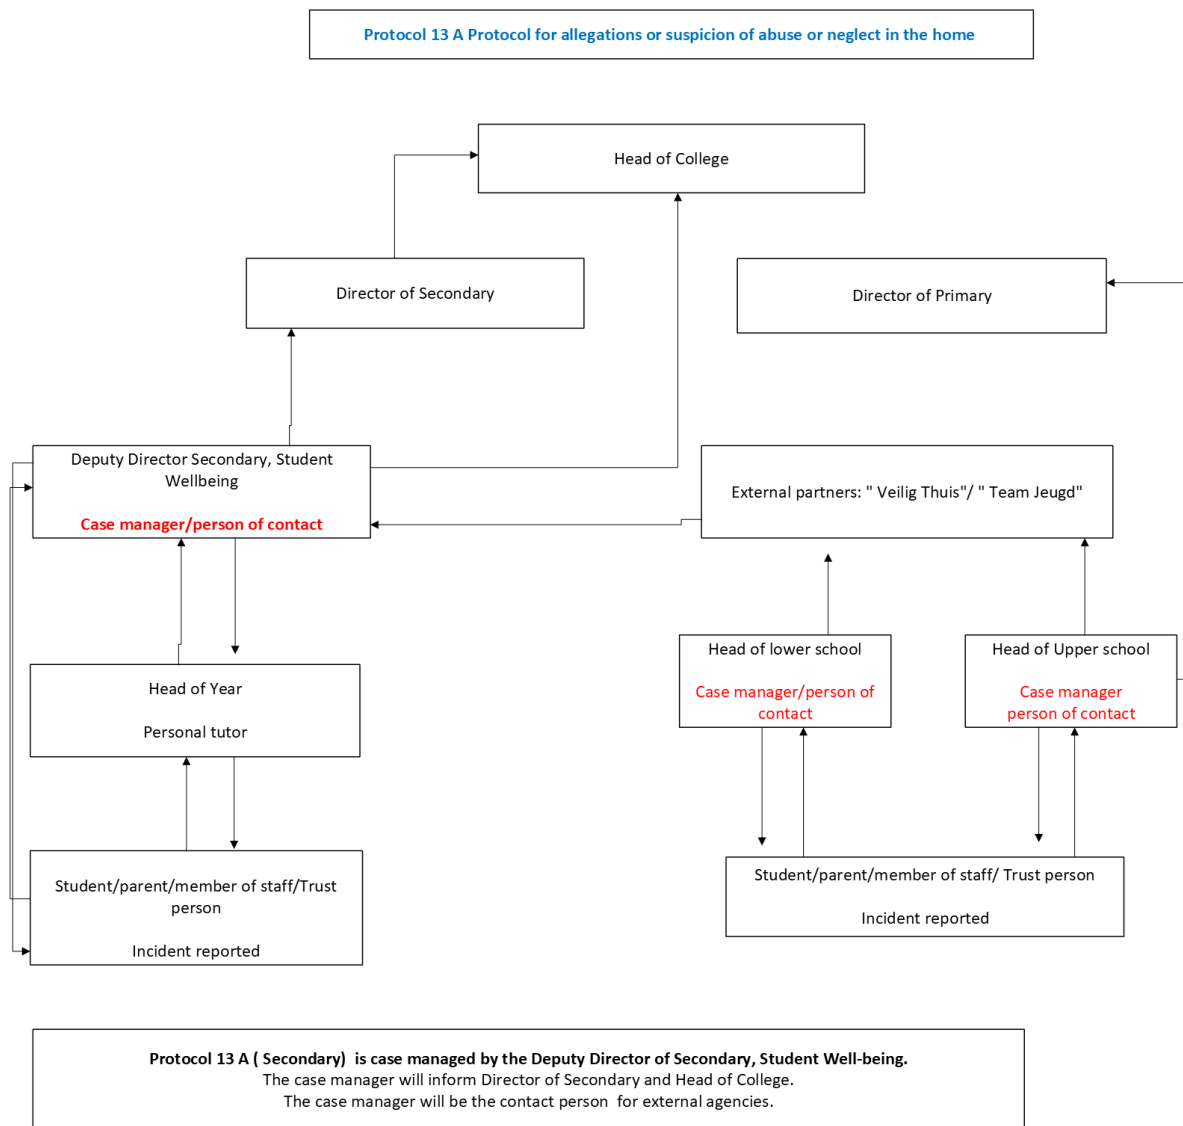 Protocol 13 A Protocol for allegations or suspicion of abuse or neglect in the home
Head of College
Director of Secondary
Director of Primary
Deputy Director Secondary, Student
Wellbeing
Case manager/person of contact
External partners: " Veilig Thuis"/ " Team Jeugd"
Head of Year
Personal tutor
Head of lower school
Case manager/person of
contact
Head of Upper school
Case manager
person of contact
Student/parent/member of staff/Trust
person
Incident reported
Student/parent/member of staff/ Trust person
Incident reported
Protocol 13 A ( Secondary)  is case managed by the Deputy Director of Secondary, Student Well-being.
The case manager will inform Director of Secondary and Head of College.
The case manager will be the contact person  for external agencies.